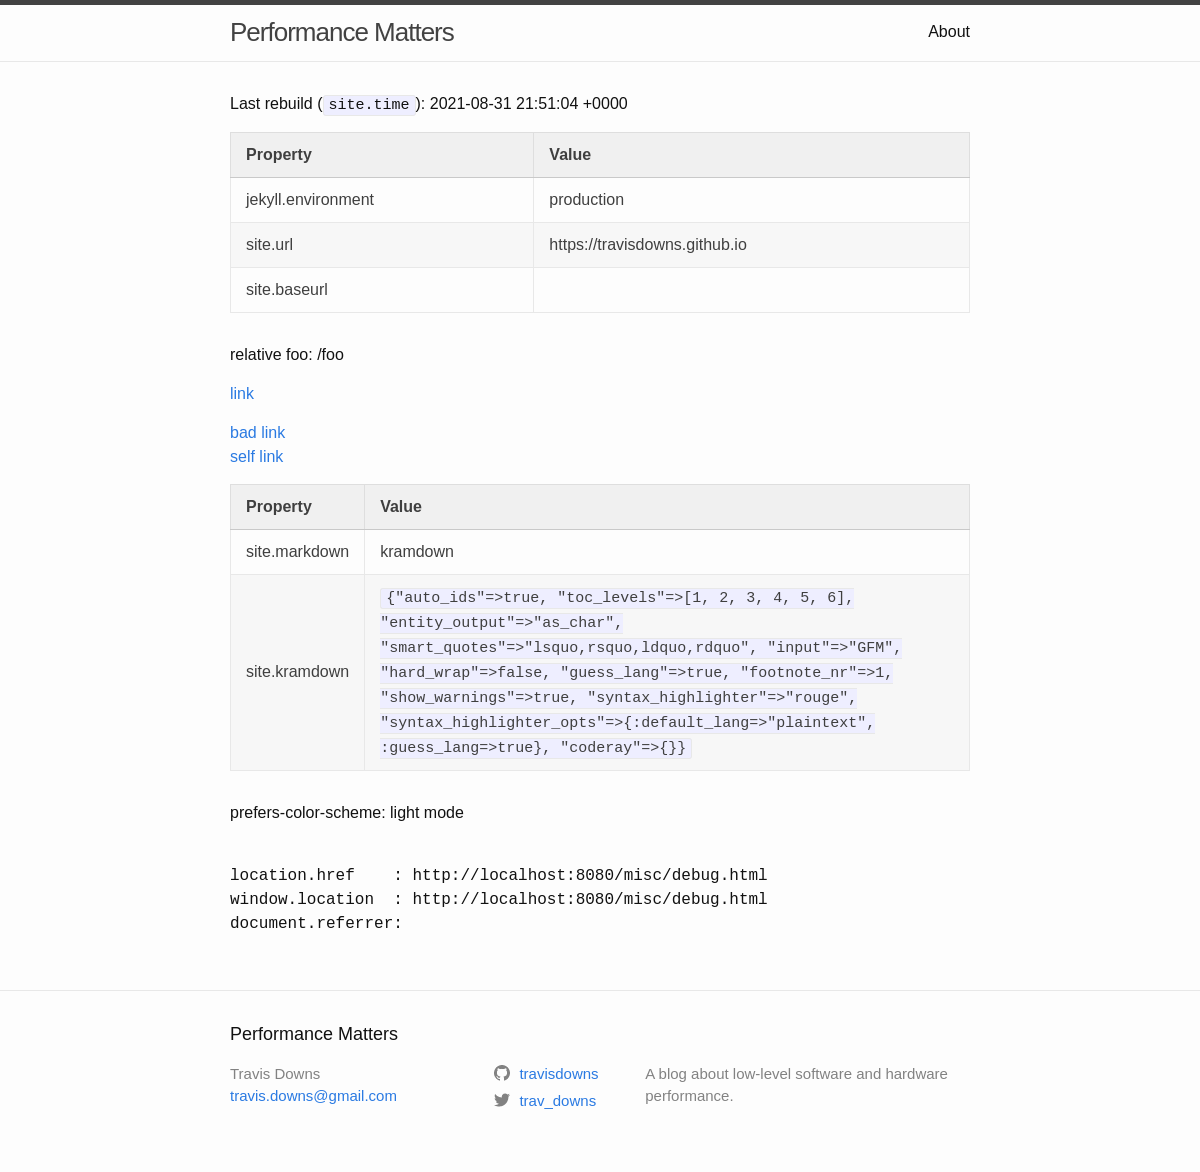 Performance Matters
About
Last rebuild (site.time): 2021-08-31 21:51:04 +0000
Property Value
jekyll.environment production
site.url https://travisdowns.github.io
site.baseurl
relative foo: /foo
link
bad link
self link
Property Value
site.markdown kramdown
site.kramdown
{"auto_ids"=>true, "toc_levels"=>[1, 2, 3, 4, 5, 6],
"entity_output"=>"as_char",
"smart_quotes"=>"lsquo,rsquo,ldquo,rdquo", "input"=>"GFM",
"hard_wrap"=>false, "guess_lang"=>true, "footnote_nr"=>1,
"show_warnings"=>true, "syntax_highlighter"=>"rouge",
"syntax_highlighter_opts"=>{:default_lang=>"plaintext",
:guess_lang=>true}, "coderay"=>{}}
prefers-color-scheme: light mode
location.href    : http://localhost:8080/misc/debug.html
window.location  : http://localhost:8080/misc/debug.html
document.referrer:
Performance Matters
Travis Downs
travis.downs@gmail.com
travisdowns
trav_downs
A blog about low-level software and hardware
performance.